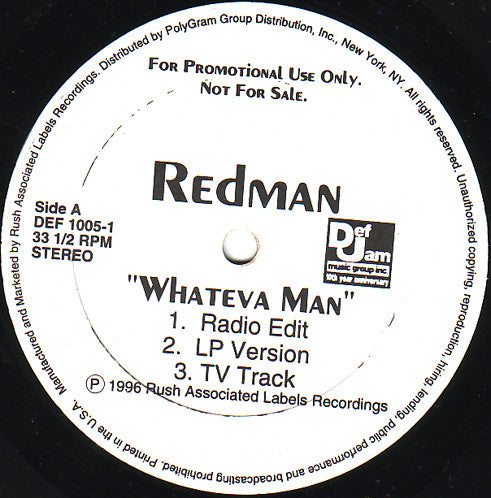 Manufactured and Marketed by Rush Associated Labels Recordings. Distributed by PolyGram Group Distribution, Inc., New York, NY. All rights reserved. Unauthorized copying, reproduction, hiring, lending, public performance and broadcasting prohibited. Printed in the U.S.A.
For Promotional Use Only.
Not For Sale.
Redman
Side A
DEF 1005-1
33 1/2 RPM
STEREO
Def
Jam
music group inc
"Whateva Man"
1. Radio Edit
2. LP Version
3. TV Track
℗ 1996 Rush Associated Labels Recordings